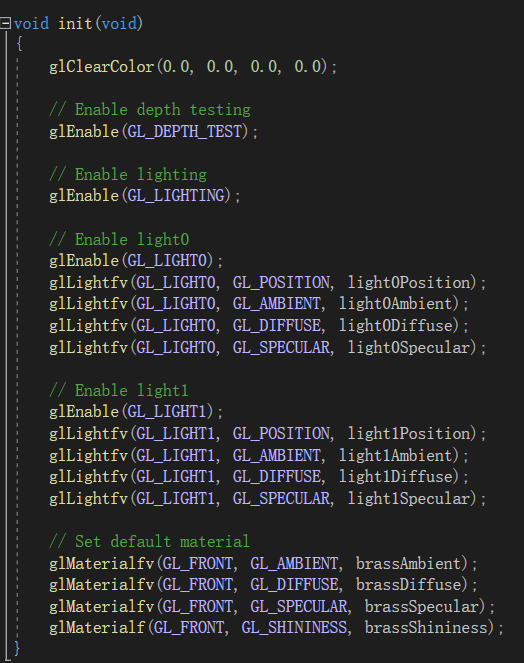 void init(void)
{
glClearColor(0.0, 0.0, 0.0, 0.0);
// Enable depth testing
glEnable(GL_DEPTH_TEST);
// Enable lighting
glEnable(GL_LIGHTING);
// Enable light0
glEnable(GL_LIGHT0);
glLightfv(GL_LIGHT0, GL_POSITION, light0Position);
glLightfv(GL_LIGHT0, GL_AMBIENT, light0Ambient);
glLightfv(GL_LIGHT0, GL_DIFFUSE, light0Diffuse);
glLightfv(GL_LIGHT0, GL_SPECULAR, light0Specular);
// Enable light1
glEnable(GL_LIGHT1);
glLightfv(GL_LIGHT1, GL_POSITION, light1Position);
glLightfv(GL_LIGHT1, GL_AMBIENT, light1Ambient);
glLightfv(GL_LIGHT1, GL_DIFFUSE, light1Diffuse);
glLightfv(GL_LIGHT1, GL_SPECULAR, light1Specular);
// Set default material
glMaterialfv(GL_FRONT, GL_AMBIENT, brassAmbient);
glMaterialfv(GL_FRONT, GL_DIFFUSE, brassDiffuse);
glMaterialfv(GL_FRONT, GL_SPECULAR, brassSpecular);
glMaterialf(GL_FRONT, GL_SHININESS, brassShininess);
}